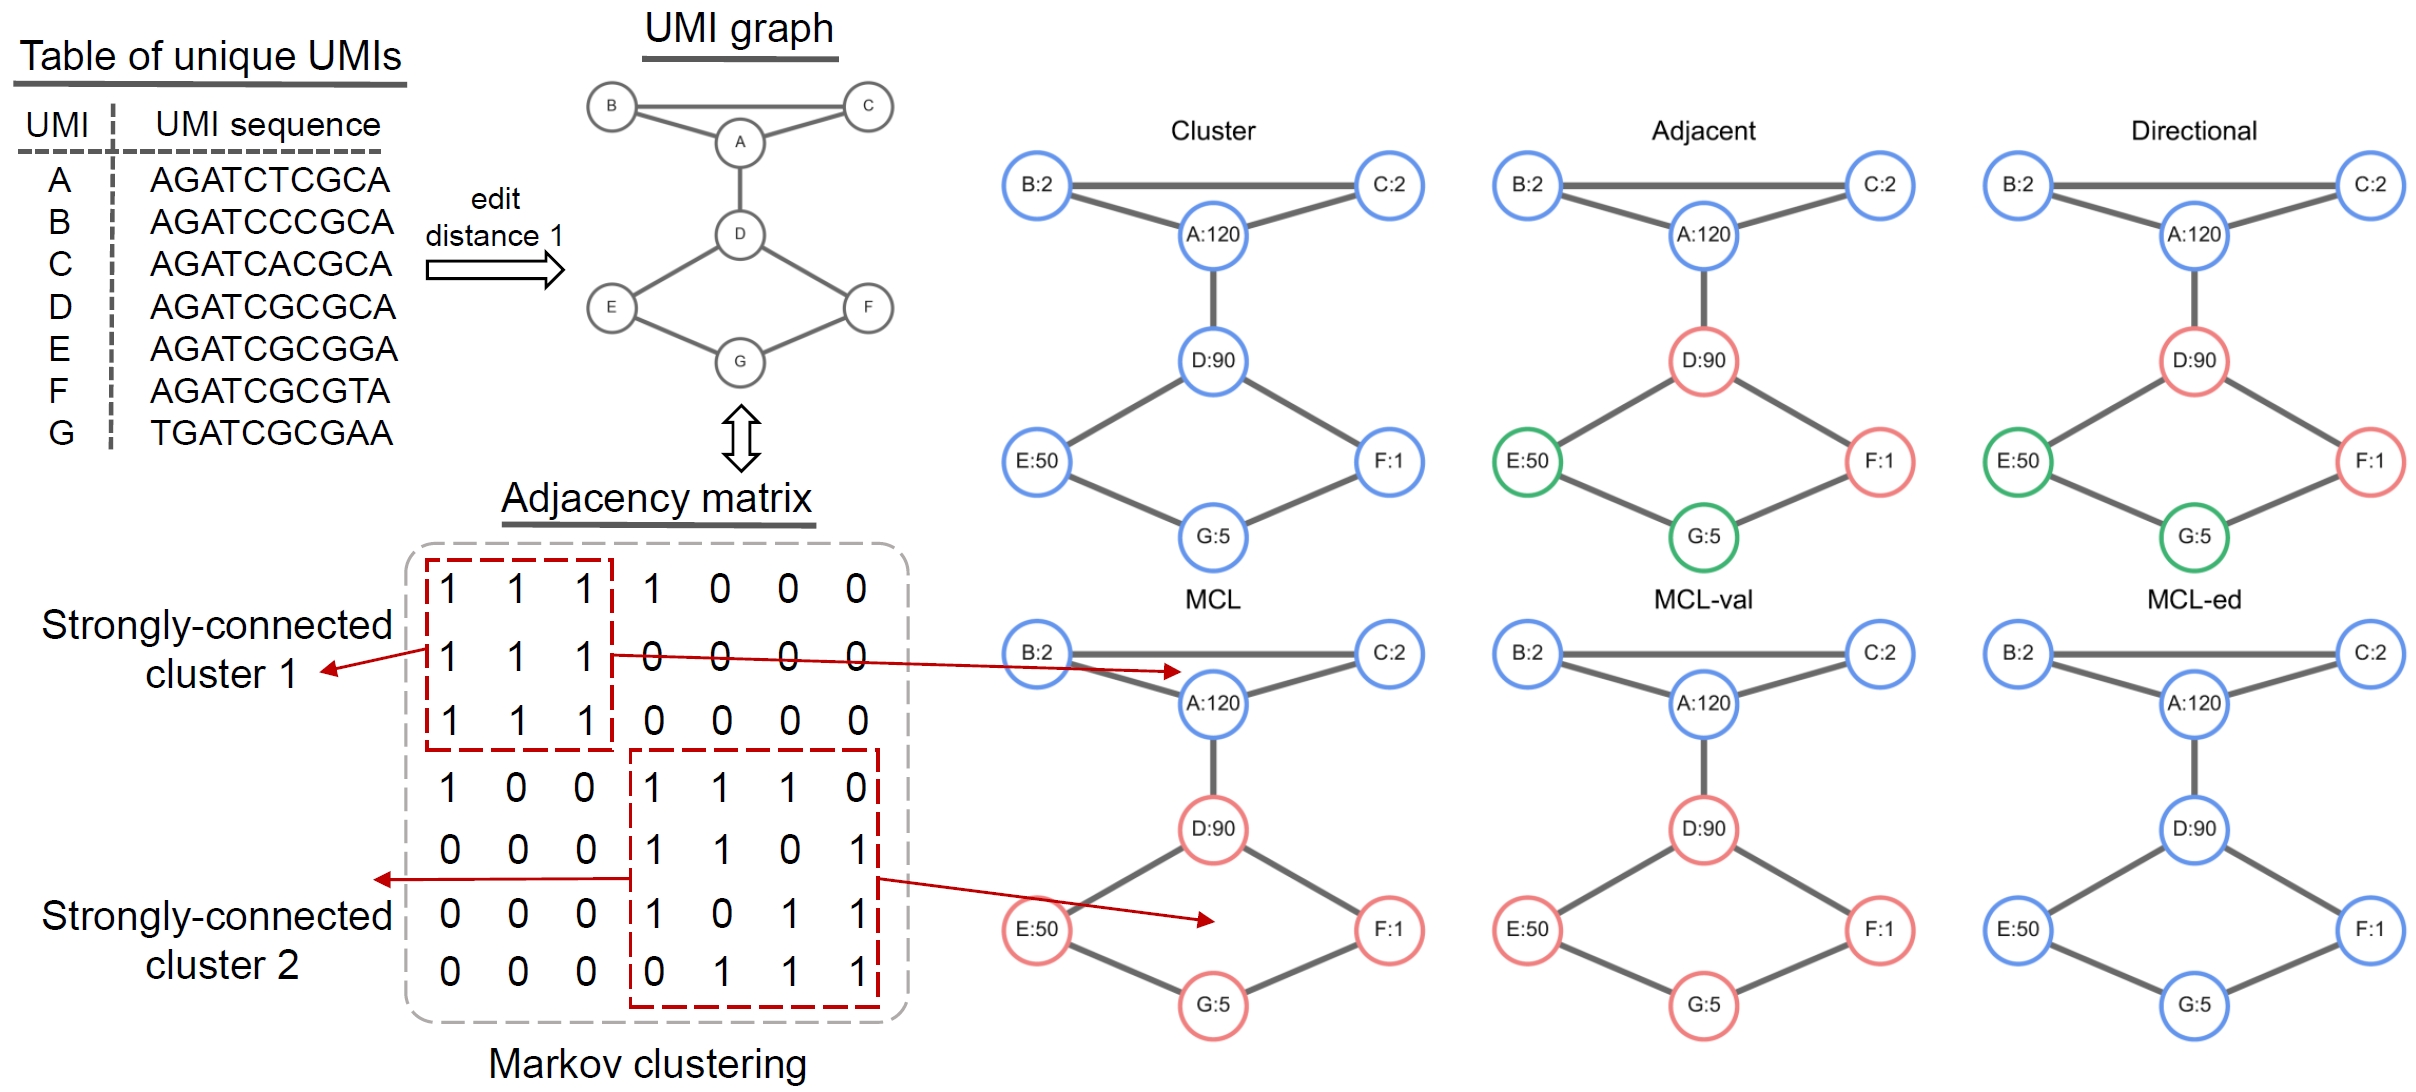 Table of unique UMIs
UMI UMI sequence
A AGATCTCGCA
B AGATCCCGCA
C AGATCACGCA
D AGATCGCGCA
E AGATCGCGGA
F AGATCGCGTA
G TGATCGCGAA
edit
distance 1
UMI graph
B
C
A
D
E
F
G
Adjacency matrix
1 1 1 1 0 0 0
1 1 1 0 0 0 0
1 1 1 0 0 0 0
1 0 0 1 1 1 0
0 0 0 1 1 0 1
0 0 0 1 0 1 1
0 0 0 0 1 1 1
Strongly-connected
cluster 1
Strongly-connected
cluster 2
Markov clustering
Cluster
B:2
C:2
A:120
D:90
E:50
F:1
G:5
Adjacent
B:2
C:2
A:120
D:90
E:50
F:1
G:5
Directional
B:2
C:2
A:120
D:90
E:50
F:1
G:5
MCL
B:2
C:2
A:120
D:90
E:50
F:1
G:5
MCL-val
B:2
C:2
A:120
D:90
E:50
F:1
G:5
MCL-ed
B:2
C:2
A:120
D:90
E:50
F:1
G:5